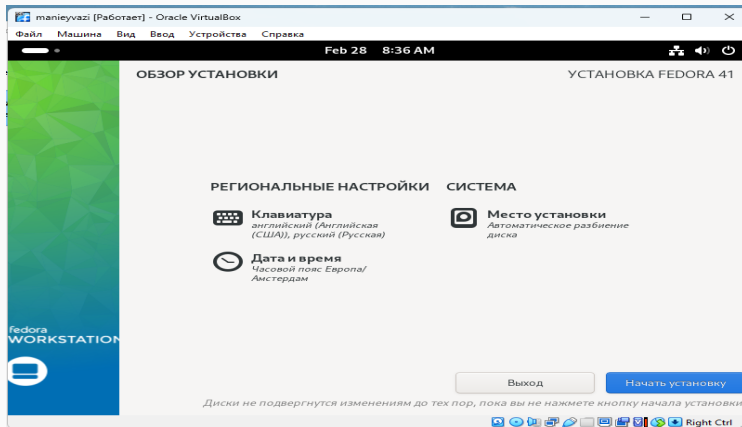 manieyvazi [Работает] - Oracle VirtualBox
Файл Машина Вид Ввод Устройства Справка
Feb 28 8:36 AM
ОБЗОР УСТАНОВКИ
УСТАНОВКА FEDORA 41
РЕГИОНАЛЬНЫЕ НАСТРОЙКИ
СИСТЕМА
Клавиатура
английский (Английская
(США)), русский (Русская)
Место установки
Автоматическое разбиение
диска
Дата и время
Часовой пояс Европа/
Амстердам
fedora
WORKSTATION
Выход
Начать установку
Диски не подвергнутся изменениям до тех пор, пока вы не нажмете кнопку начала установки
Right Ctrl